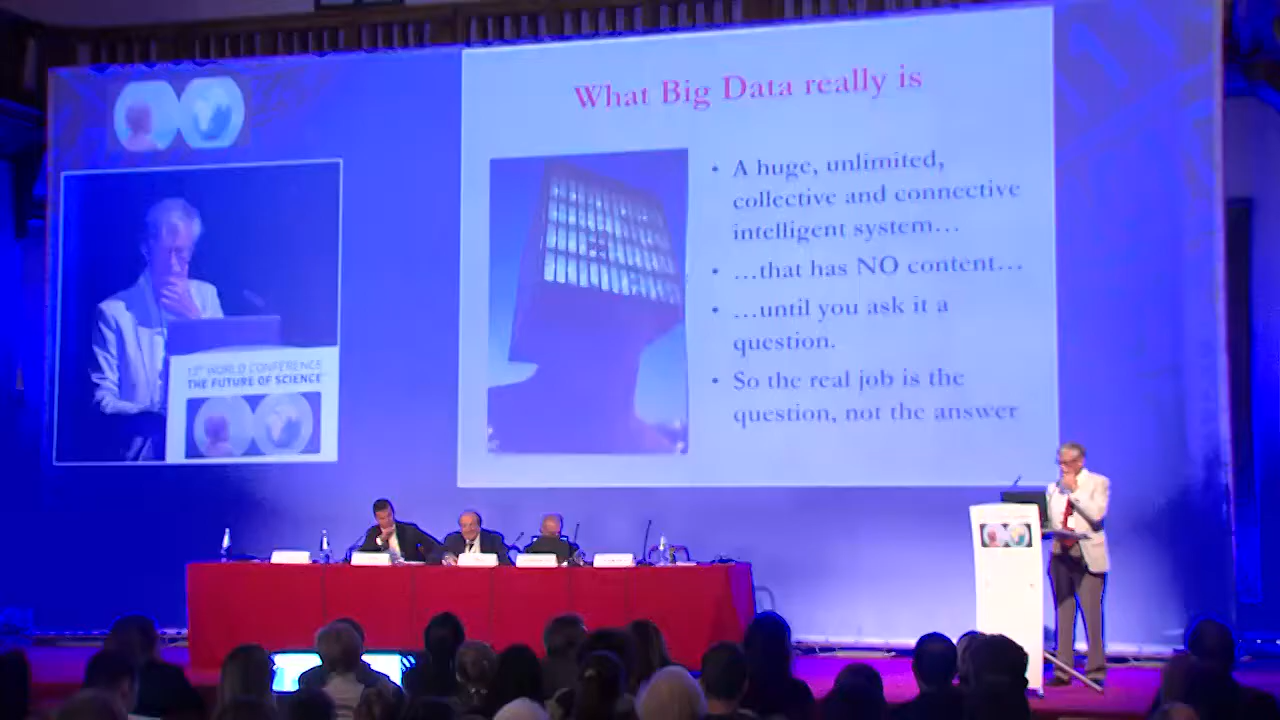 What Big Data really is
• A huge, unlimited,
collective and connective
intelligent system…
• …that has NO content…
• …until you ask it a
question.
• So the real job is the
question, not the answer
WORLD CONFERENCE
THE FUTURE OF SCIENCE